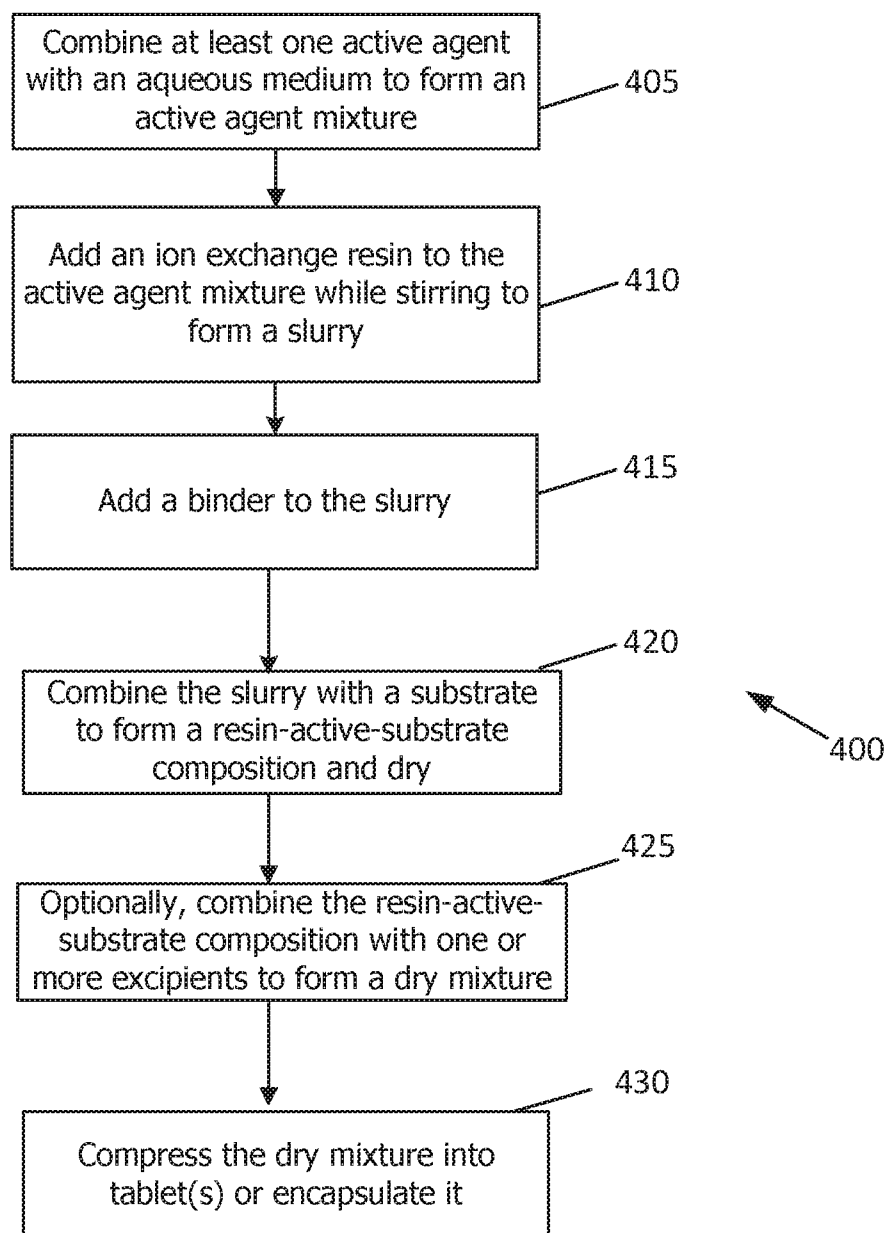 Combine at least one active agent
with an aqueous medium to form an
active agent mixture
405
Add an ion exchange resin to the
active agent mixture while stirring to
form a slurry
410
Add a binder to the slurry
415
420
Combine the slurry with a substrate
to form a resin-active-substrate
composition and dry
400
425
Optionally, combine the resin-active-
substrate composition with one or
more excipients to form a dry mixture
430
Compress the dry mixture into
tablet(s) or encapsulate it